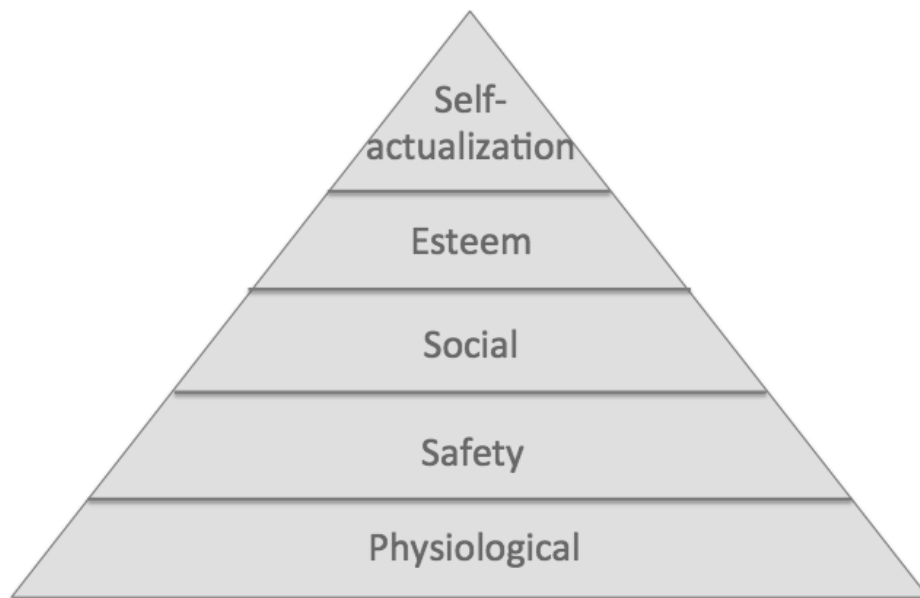 Self-
actualization
Esteem
Social
Safety
Physiological